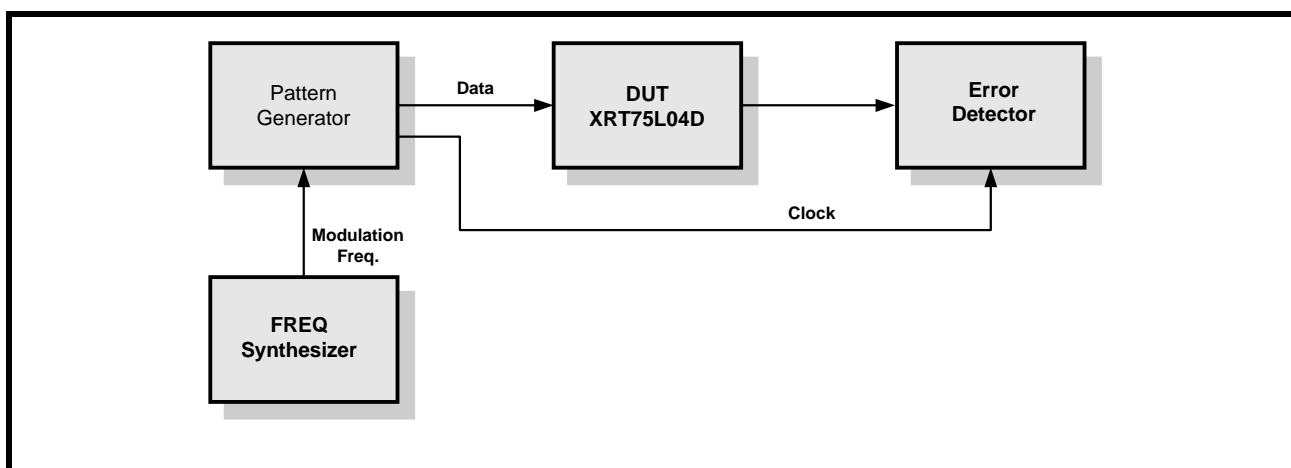 Pattern
Generator
Data
DUT
XRT75L04D
Error
Detector
Clock
Modulation
Freq.
FREQ
Synthesizer